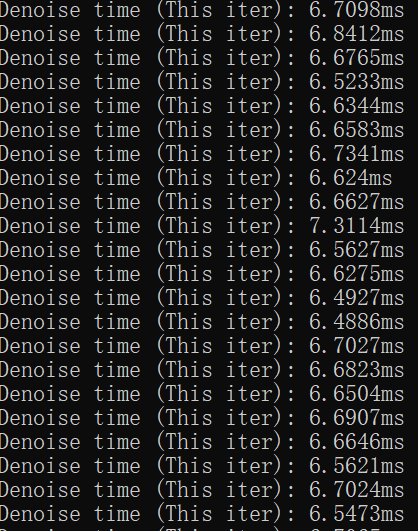 Denoise time (This iter): 6.7098ms
Denoise time (This iter): 6.8412ms
Denoise time (This iter): 6.6765ms
Denoise time (This iter): 6.5233ms
Denoise time (This iter): 6.6344ms
Denoise time (This iter): 6.6583ms
Denoise time (This iter): 6.7341ms
Denoise time (This iter): 6.624ms
Denoise time (This iter): 6.6627ms
Denoise time (This iter): 7.3114ms
Denoise time (This iter): 6.5627ms
Denoise time (This iter): 6.6275ms
Denoise time (This iter): 6.4927ms
Denoise time (This iter): 6.4886ms
Denoise time (This iter): 6.7027ms
Denoise time (This iter): 6.6823ms
Denoise time (This iter): 6.6504ms
Denoise time (This iter): 6.6907ms
Denoise time (This iter): 6.6646ms
Denoise time (This iter): 6.5621ms
Denoise time (This iter): 6.7024ms
Denoise time (This iter): 6.5473ms